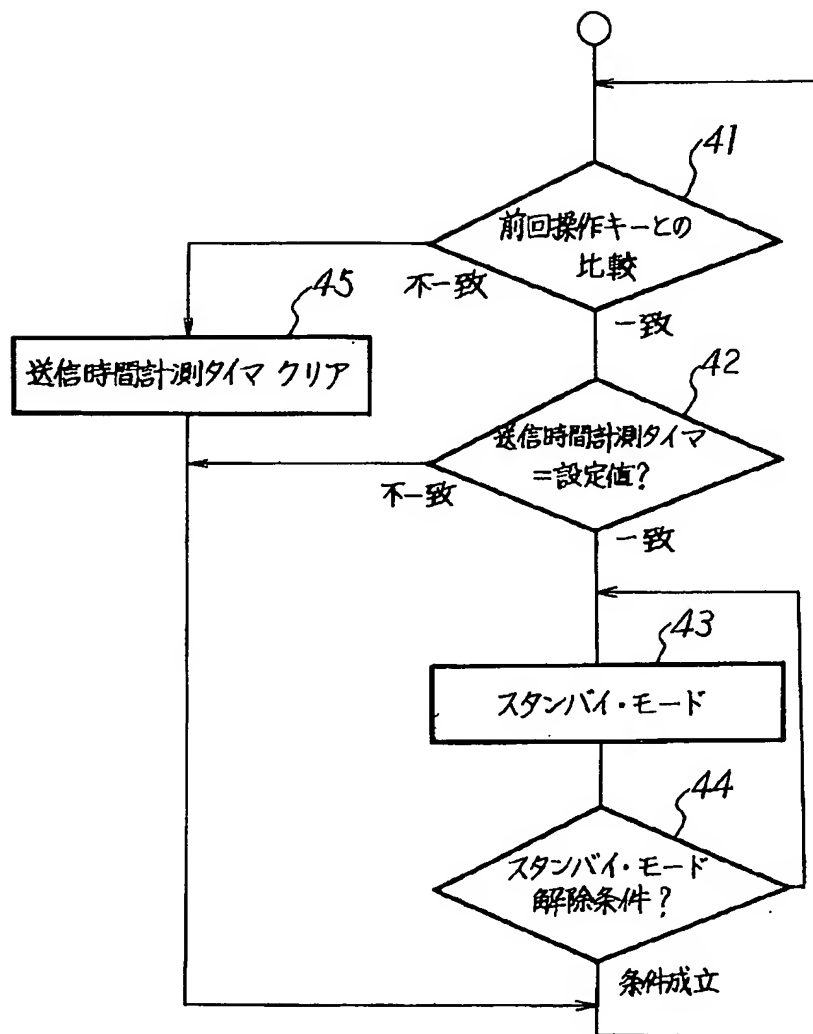 41
前回操作キーとの
比較
不一致
一致
45
送信時間計測タイマ クリア
42
送信時間計測タイマ
=設定値?
不一致
一致
43
スタンバイ・モード
44
スタンバイ・モード
解除条件?
条件成立